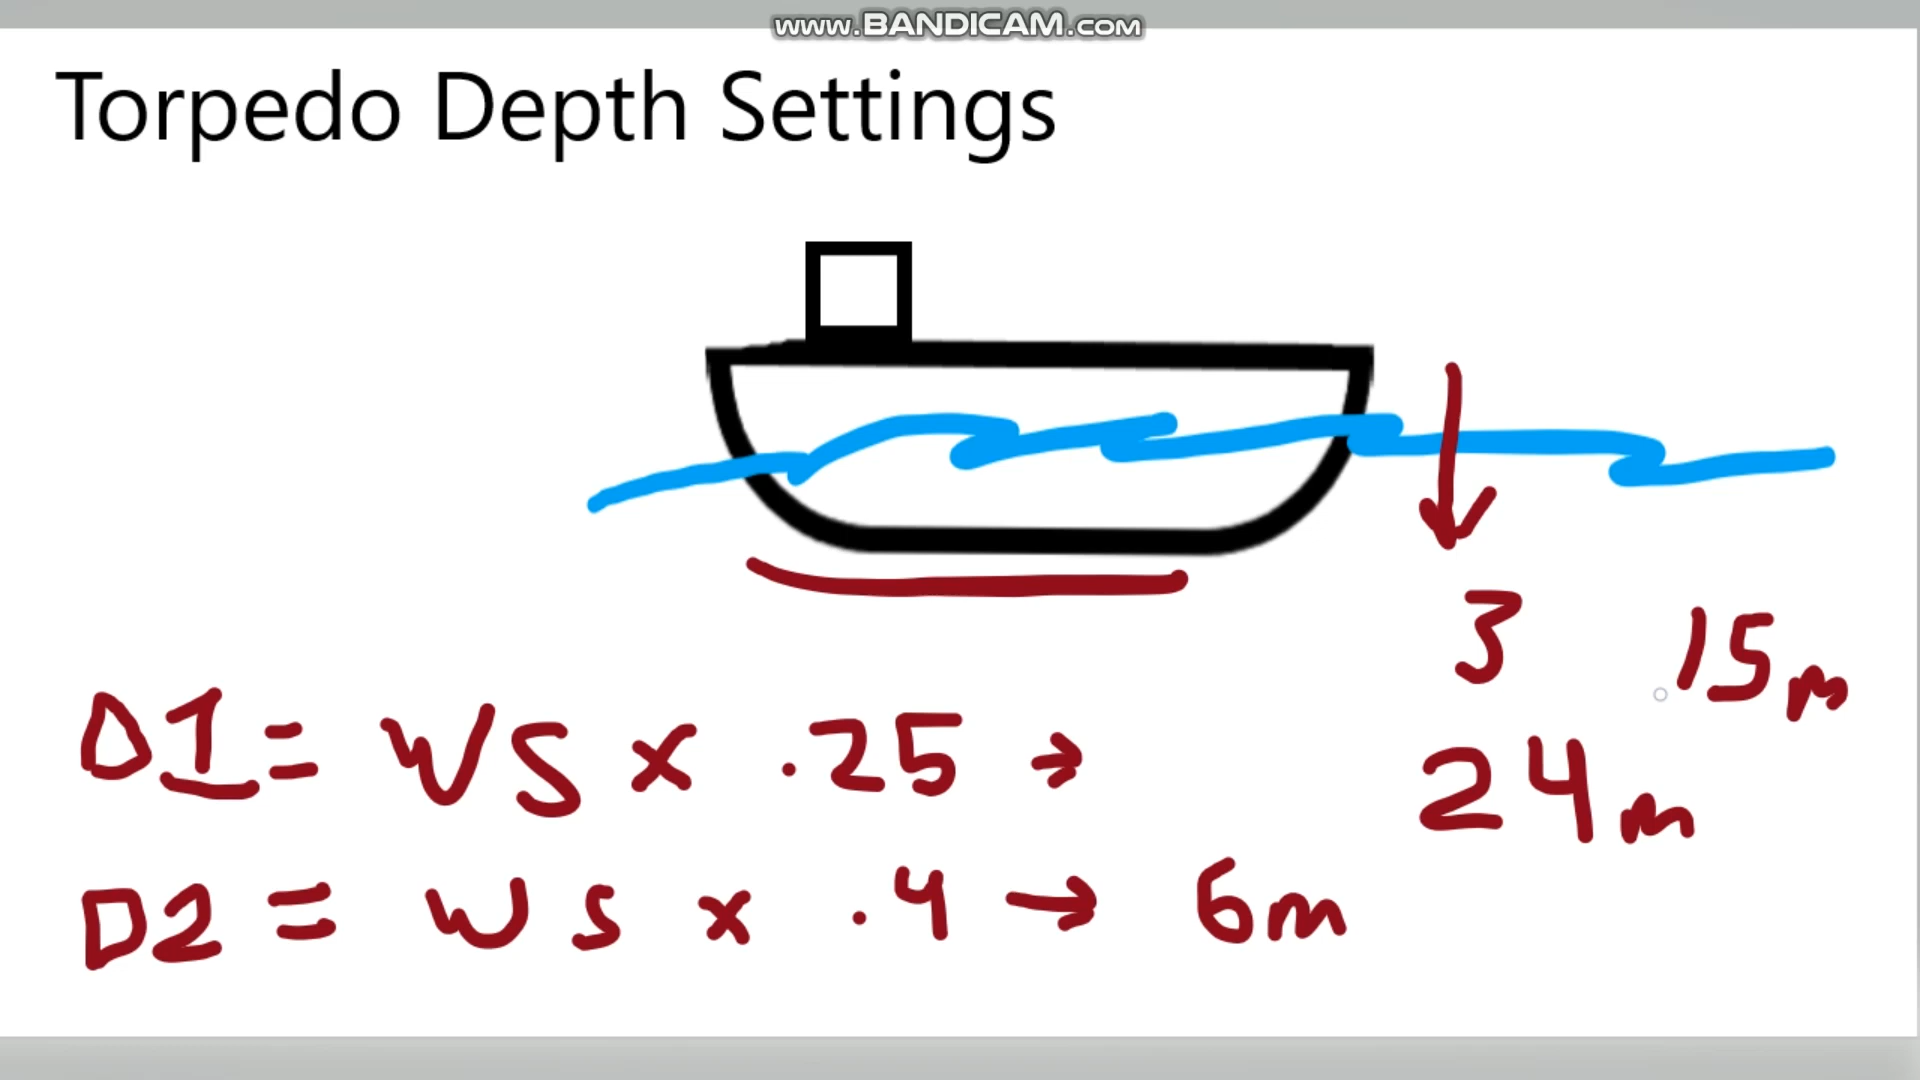 www.BANDICAM.com
Torpedo Depth Settings
3
15m
D1 = WS x .25 →
24m
D2 = WS x .4 → 6m